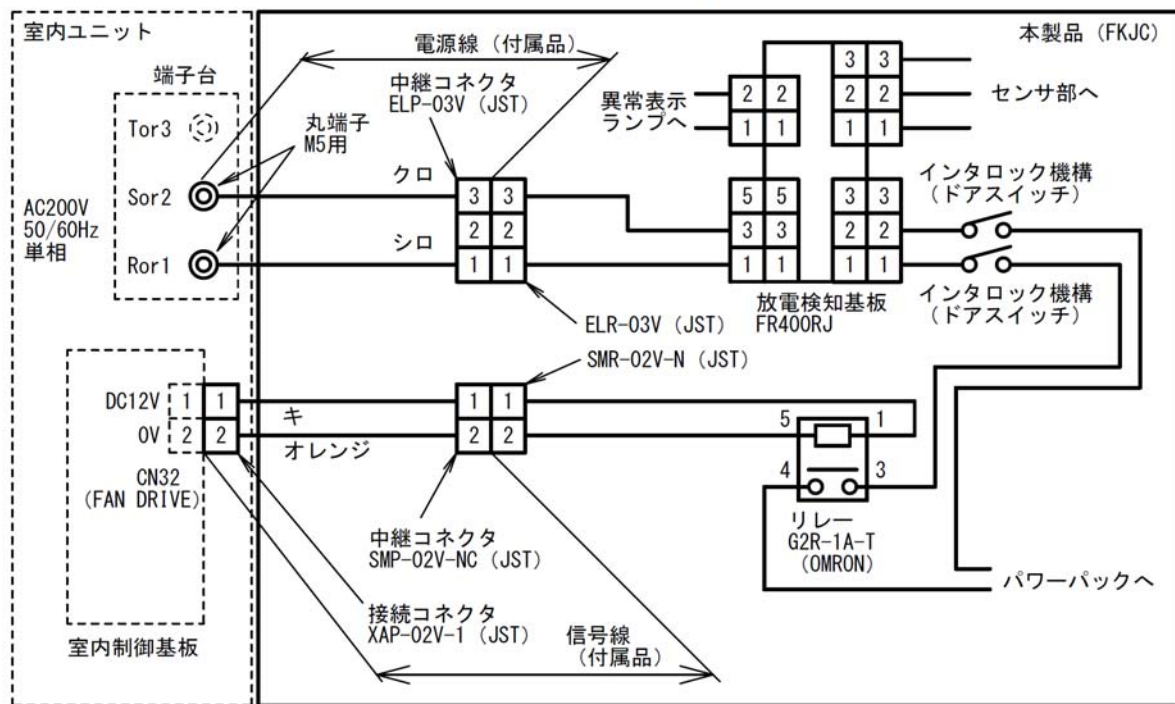 室内ユニット
本製品 (FKJC)
電源線 (付属品)
端子台
中継コネクタ
ELP-03V (JST)
丸端子
M5用
異常表示
ランプへ
2 2
1 1
3 3
2 2
1 1
センサ部へ
Tor3
Sor2
Ror1
AC200V
50/60Hz
単相
クロ
シロ
3 3
2 2
1 1
5 5
3 3
1 1
3 3
2 2
1 1
インタロック機構
(ドアスイッチ)
インタロック機構
(ドアスイッチ)
放電検知基板
FR400RJ
ELR-03V (JST)
SMR-02V-N (JST)
DC12V 1 1
0V 2 2
キ
オレンジ
1 1
2 2
CN32
(FAN DRIVE)
5 1
4 3
リレー
G2R-1A-T
(OMRON)
中継コネクタ
SMP-02V-NC (JST)
パワーパックへ
接続コネクタ
XAP-02V-1 (JST)
信号線
(付属品)
室内制御基板